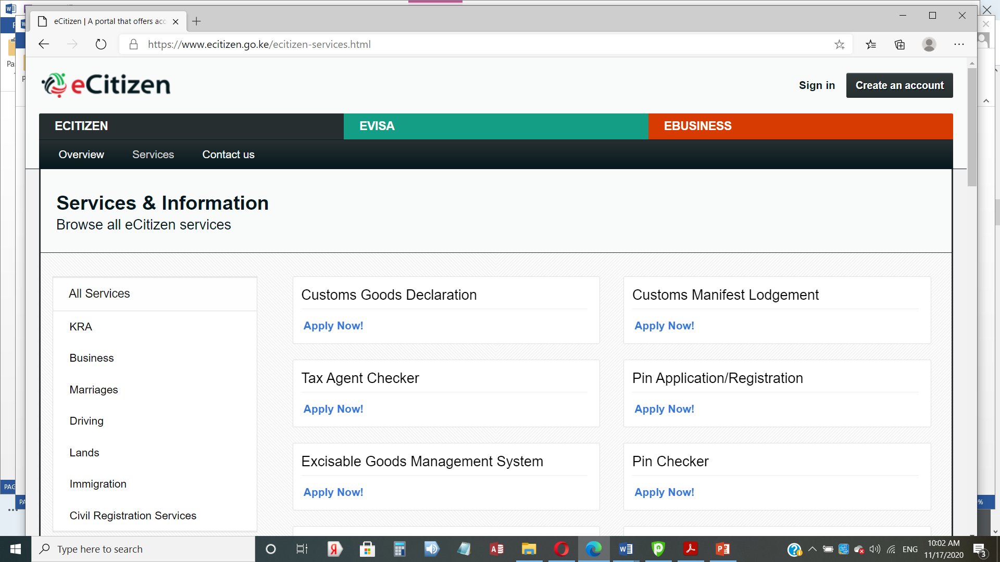 eCitizen | A portal that offers acc
https://www.ecitizen.go.ke/ecitizen-services.html
eCitizen
Sign in
Create an account
ECITIZEN
EVISA
EBUSINESS
Overview
Services
Contact us
Services & Information
Browse all eCitizen services
All Services
KRA
Business
Marriages
Driving
Lands
Immigration
Civil Registration Services
Customs Goods Declaration
Apply Now!
Customs Manifest Lodgement
Apply Now!
Tax Agent Checker
Apply Now!
Pin Application/Registration
Apply Now!
Excisable Goods Management System
Apply Now!
Pin Checker
Apply Now!
Pa
PAG
PA
%
Type here to search
ENG
10:02 AM
11/17/2020
3